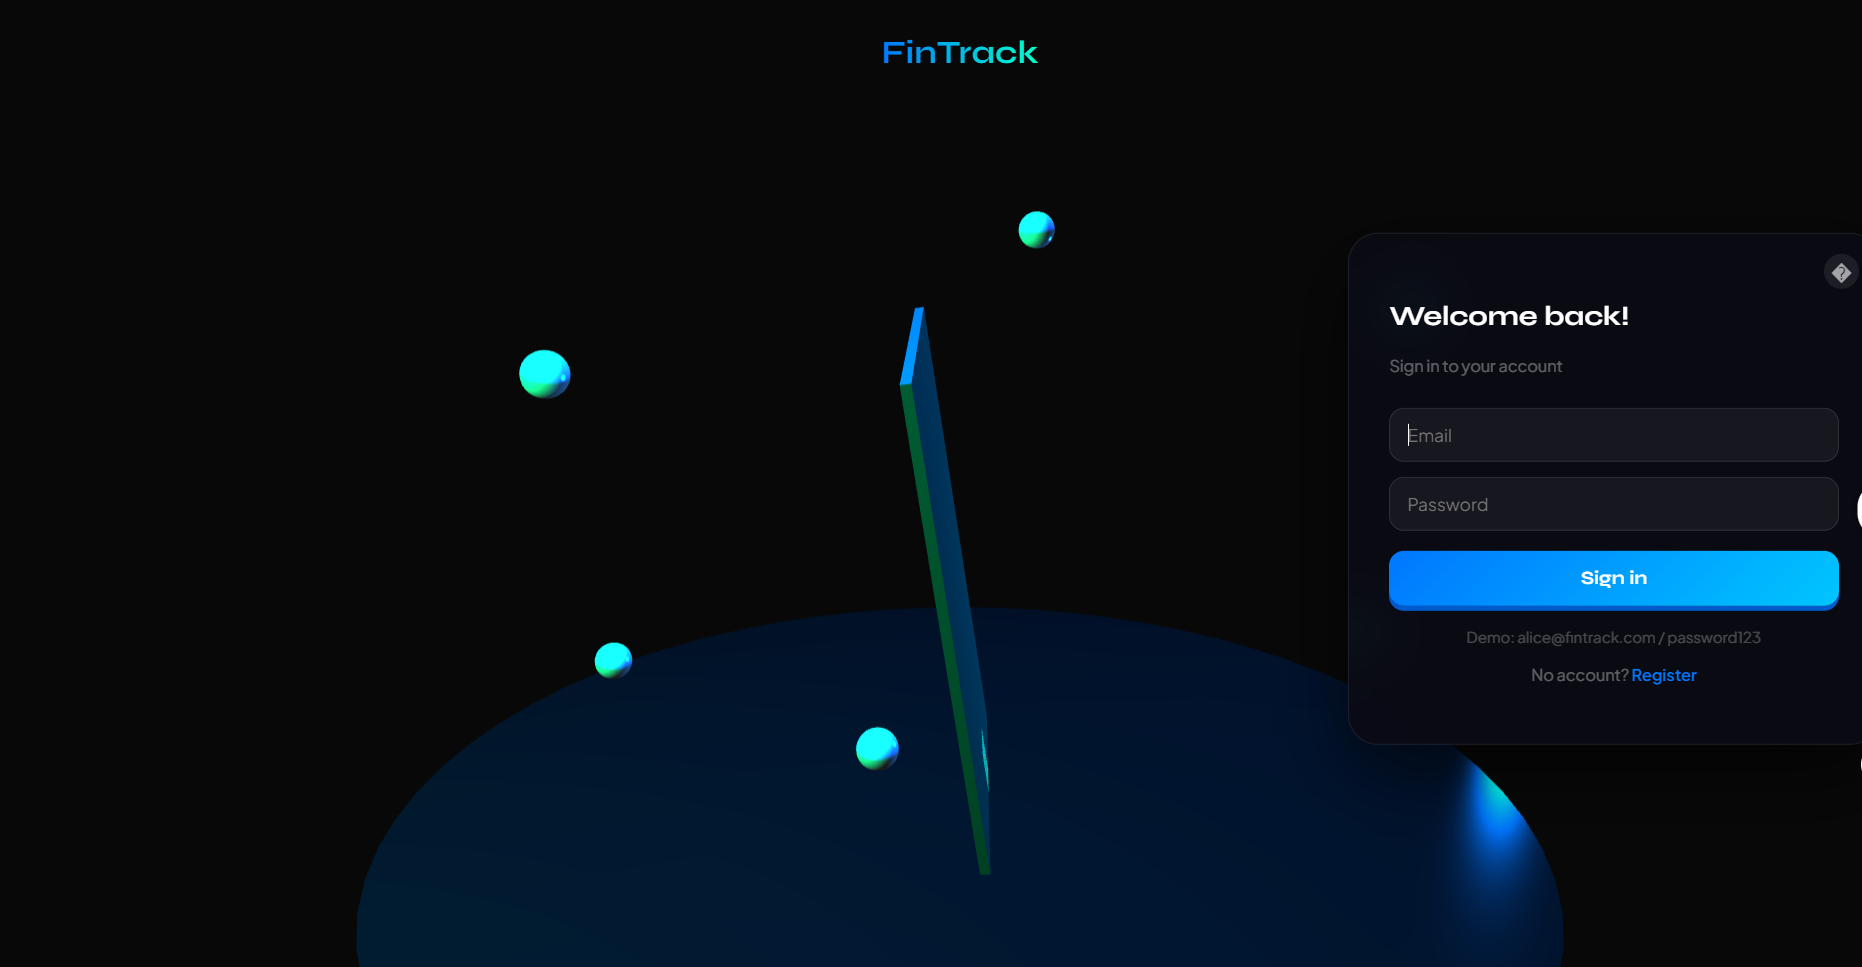 FinTrack
Welcome back!
Sign in to your account
Email
Password
Sign in
Demo: alice@fintrack.com / password123
No account? Register